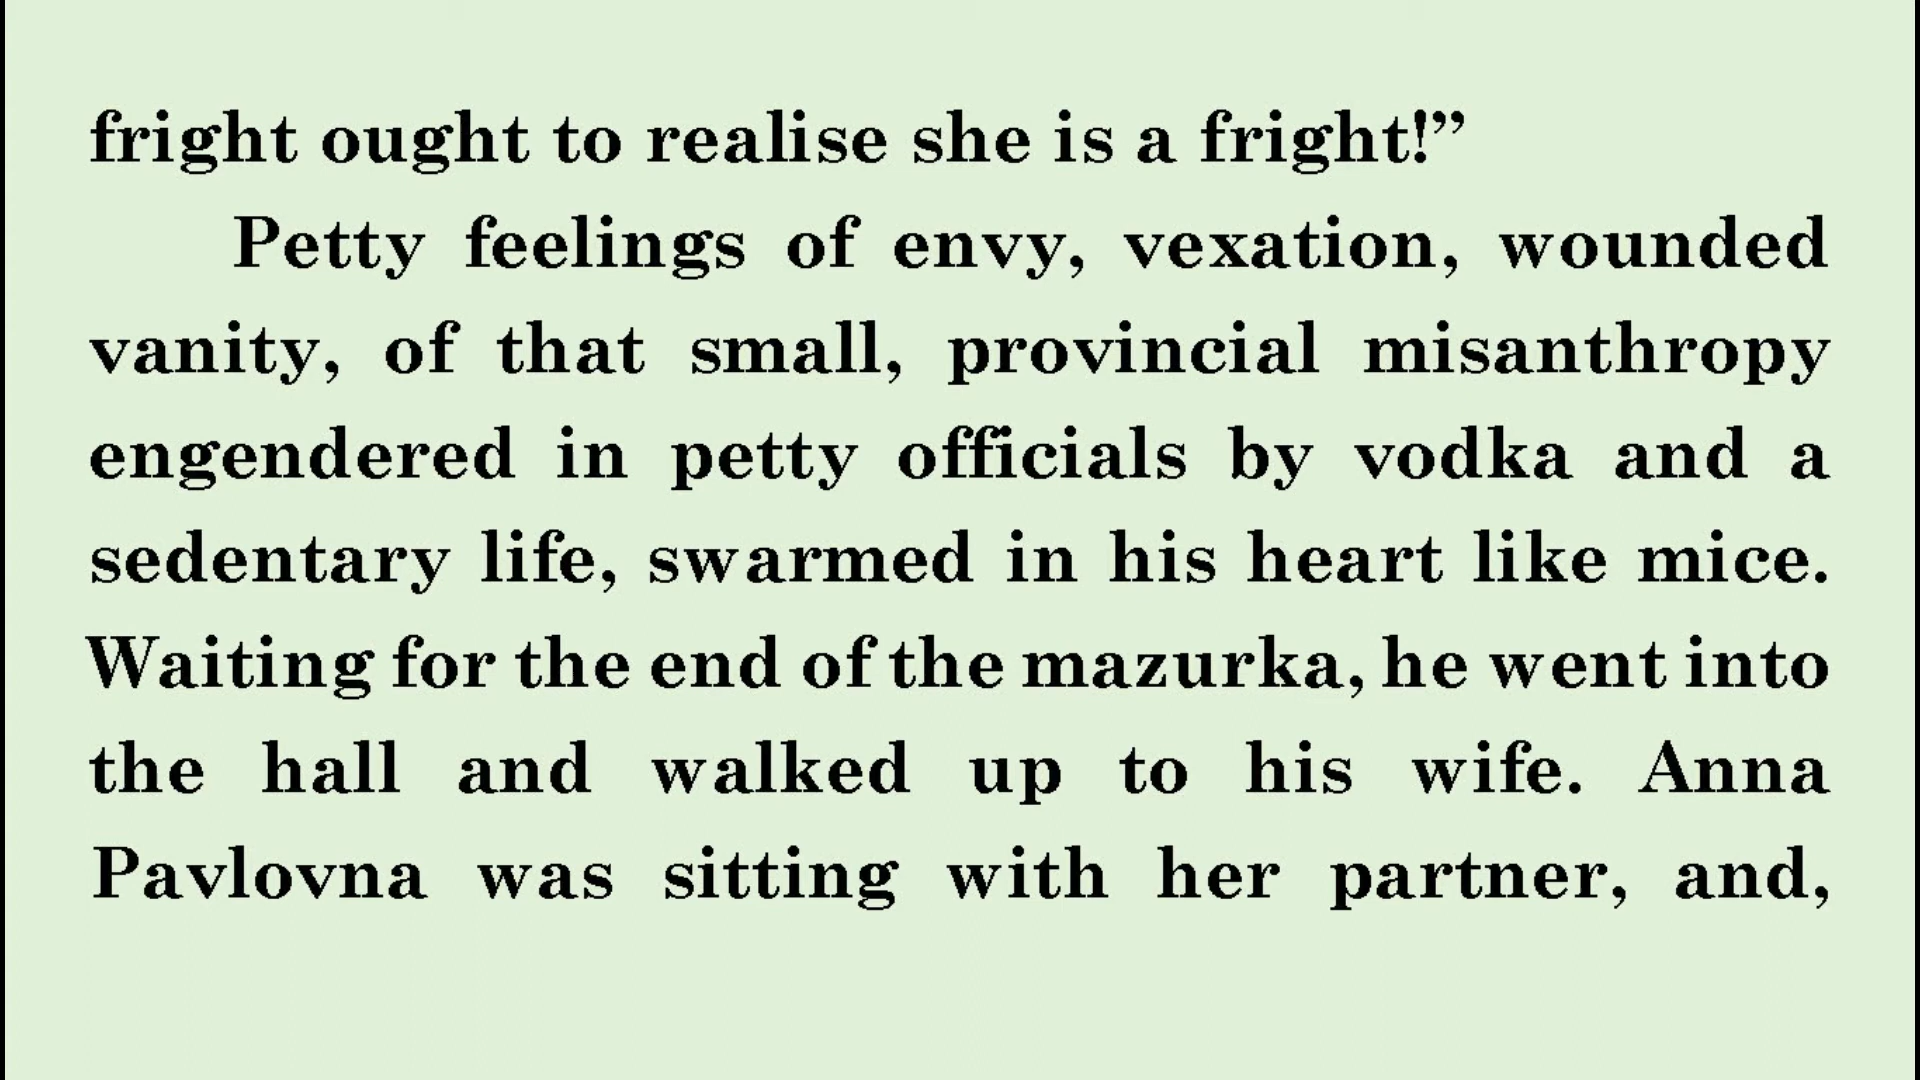 fright ought to realise she is a fright!”
Petty feelings of envy, vexation, wounded
vanity, of that small, provincial misanthropy
engendered in petty officials by vodka and a
sedentary life, swarmed in his heart like mice.
Waiting for the end of the mazurka, he went into
the hall and walked up to his wife. Anna
Pavlovna was sitting with her partner, and,